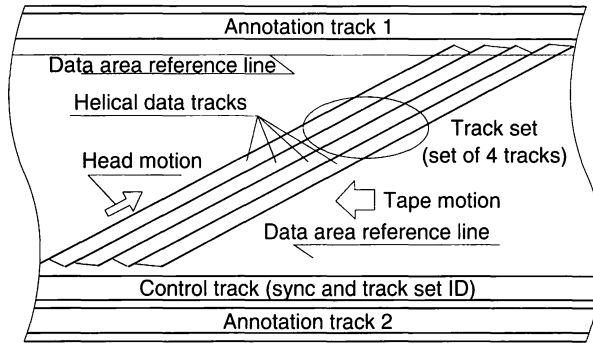 Annotation track 1
Data area reference line
Helical data tracks
Track set
(set of 4 tracks)
Head motion
Tape motion
Data area reference line
Control track (sync and track set ID)
Annotation track 2